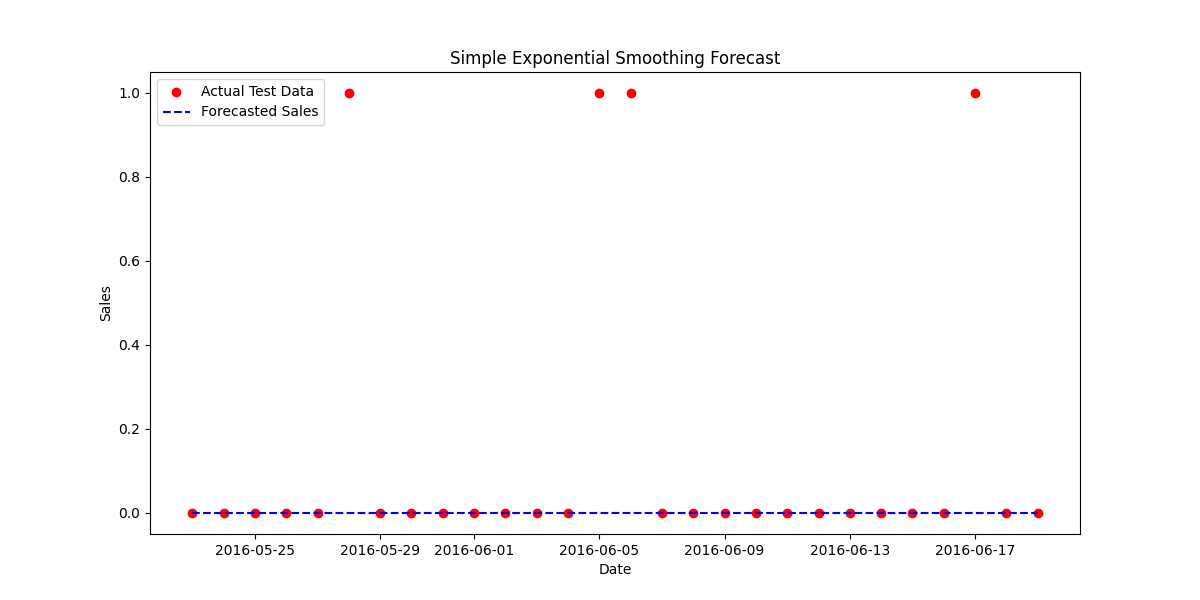 Simple Exponential Smoothing Forecast
Actual Test Data
Forecasted Sales
1.0
0.8
0.6
0.4
0.2
0.0
Sales
2016-05-25 2016-05-29 2016-06-01 2016-06-05 2016-06-09 2016-06-13 2016-06-17
Date